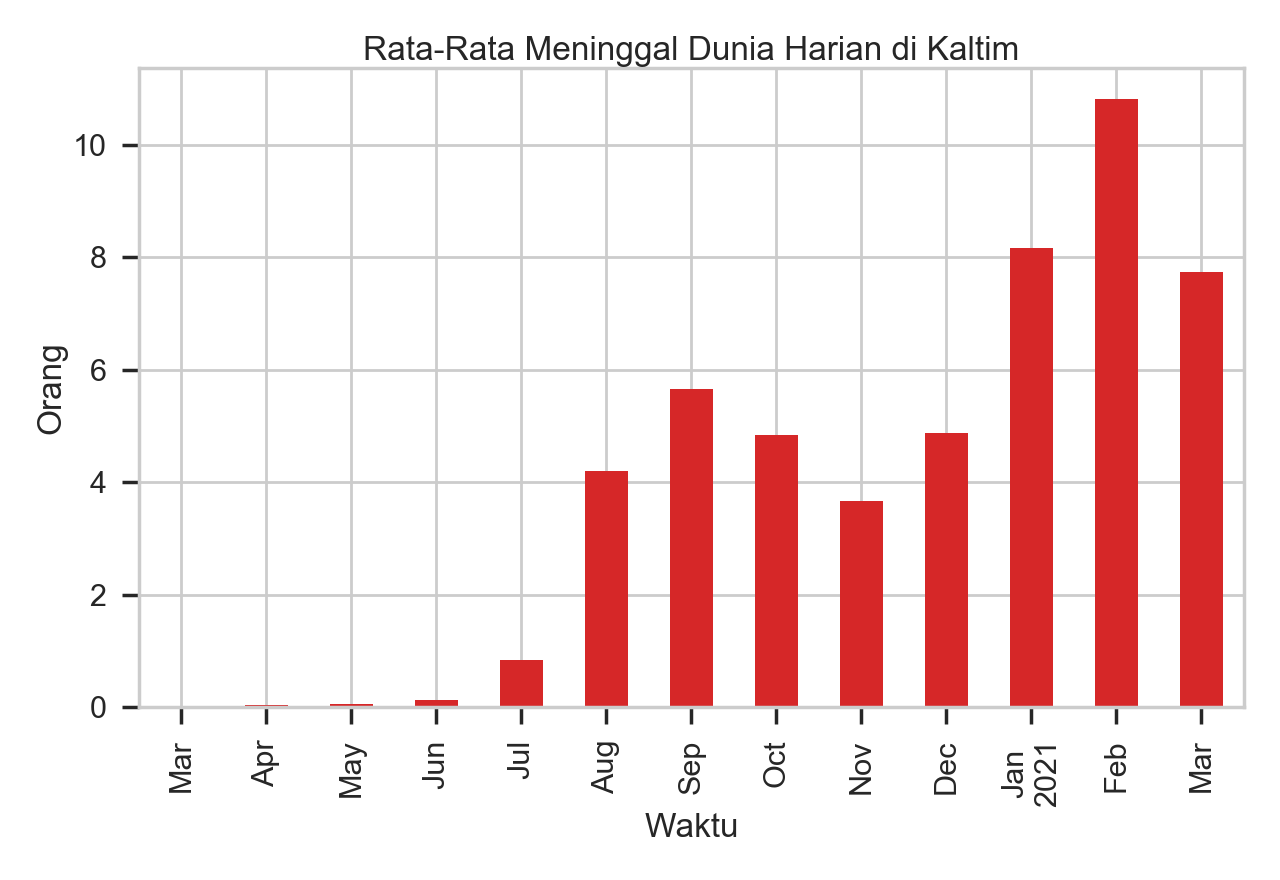 Rata-Rata Meninggal Dunia Harian di Kaltim
Orang
10
8
6
4
2
0
Mar
Apr
May
Jun
Jul
Aug
Sep
Oct
Nov
Dec
Jan
2021
Feb
Mar
Waktu